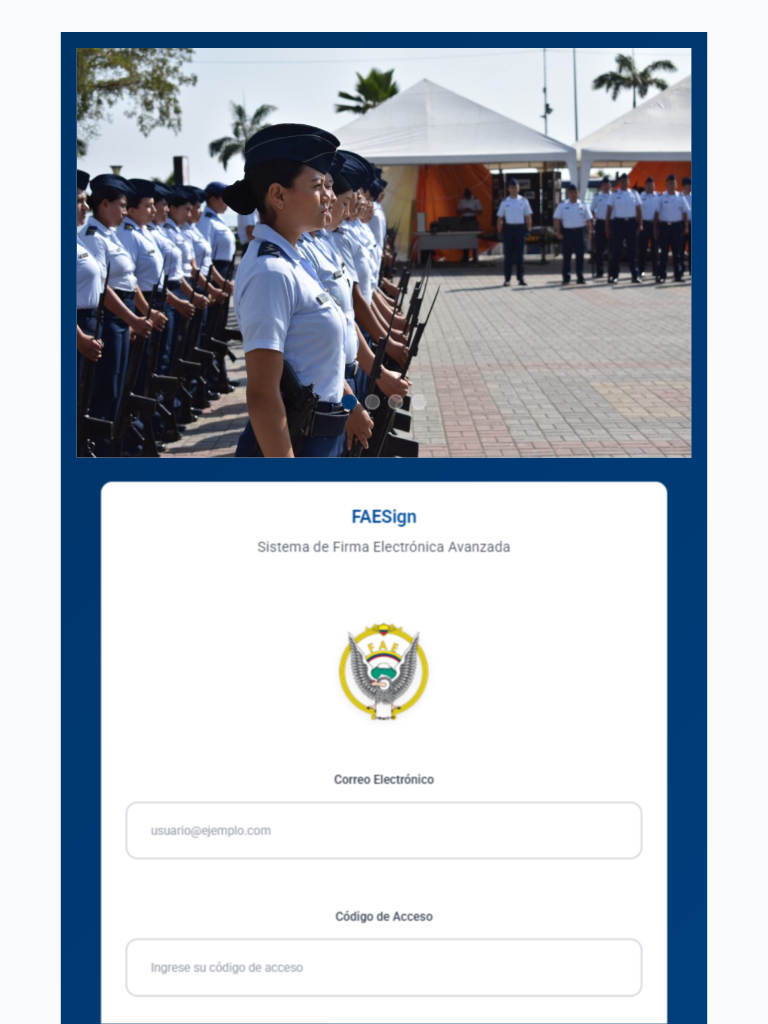 FAESign
Sistema de Firma Electrónica Avanzada
FAE
Correo Electrónico
usuario@ejemplo.com
Código de Acceso
Ingrese su código de acceso